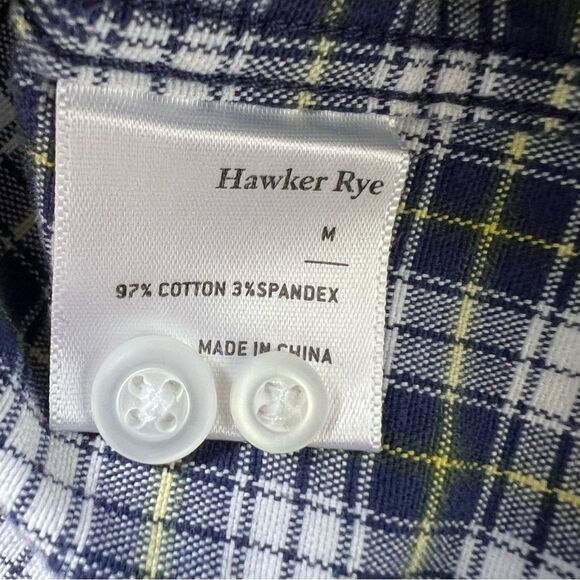 Hawker Rye
M
97% COTTON 3%SPANDEX
MADE IN CHINA